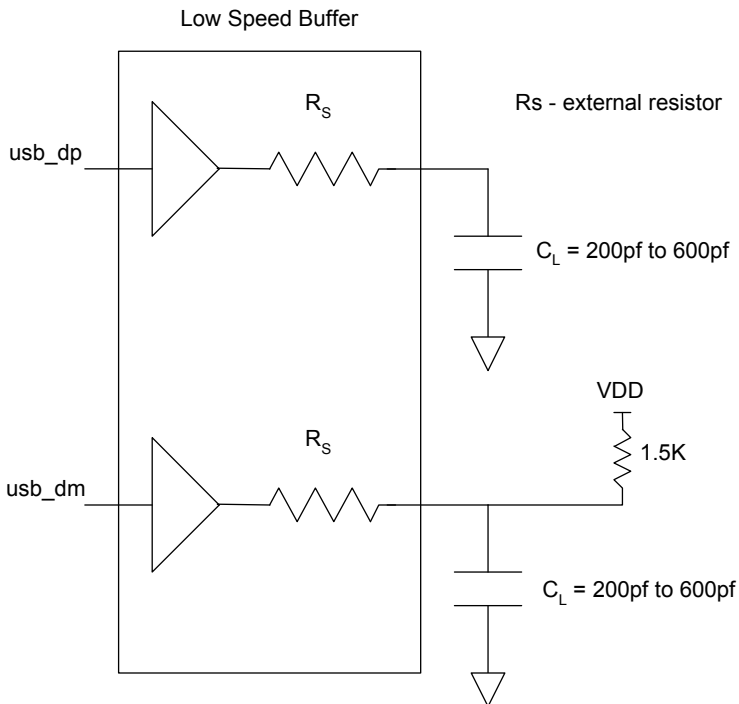 Low Speed Buffer
R_S
Rs - external resistor
usb_dp
C_L = 200pf to 600pf
VDD
R_S
1.5K
usb_dm
C_L = 200pf to 600pf